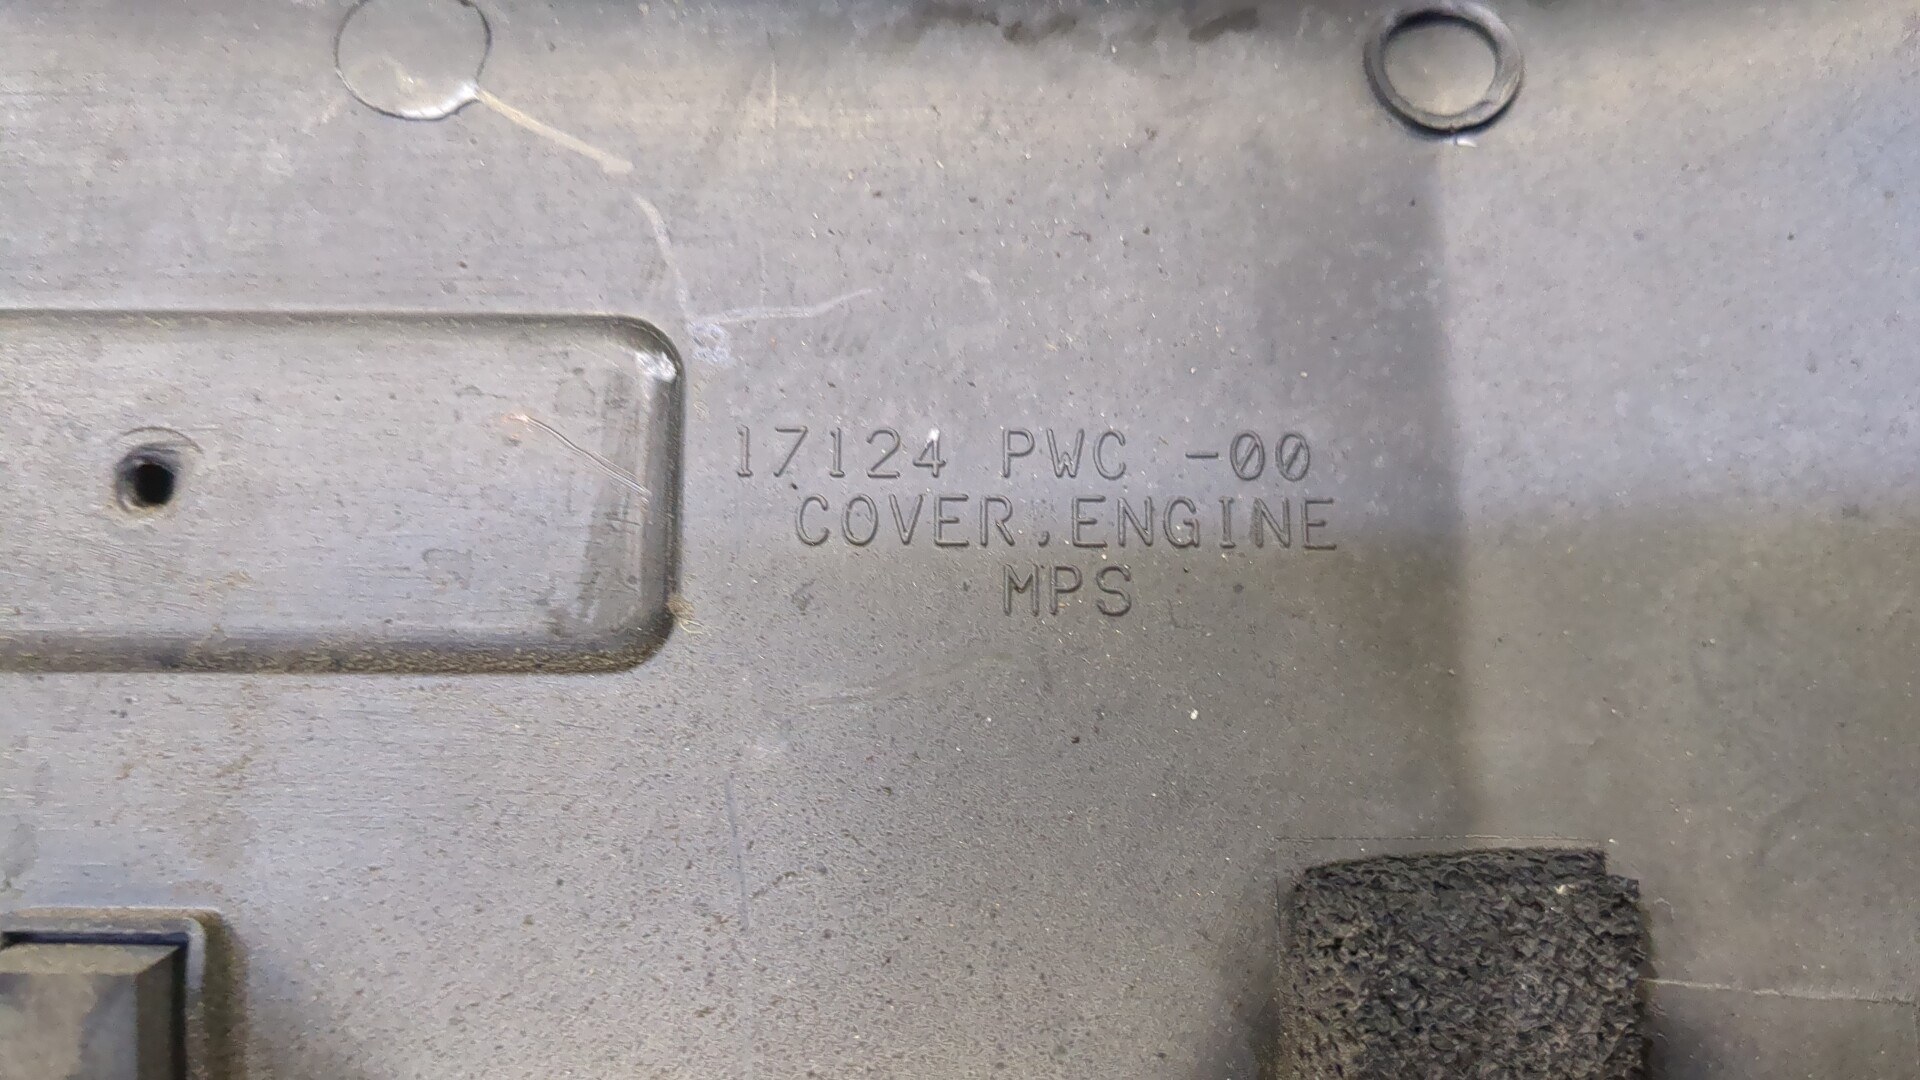 17124 PWC -00
COVER,ENGINE
MPS